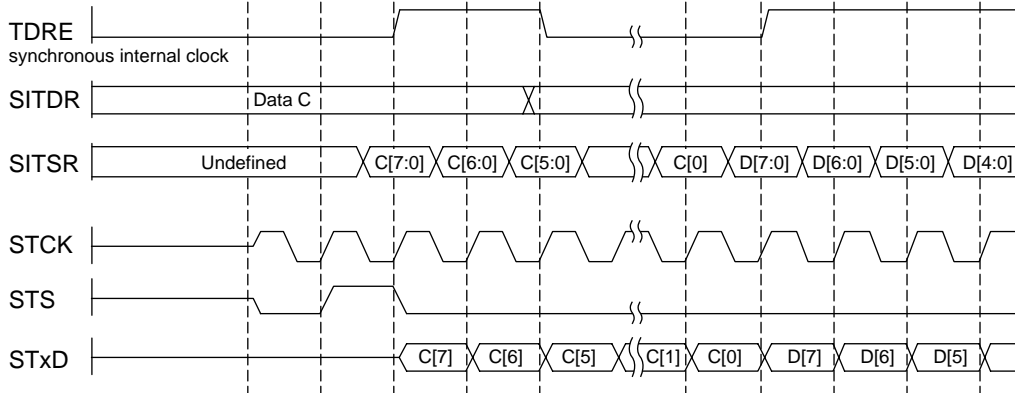 TDRE
synchronous internal clock
SITDR Data C
SITSR Undefined C[7:0] C[6:0] C[5:0] C[0] D[7:0] D[6:0] D[5:0] D[4:0]
STCK
STS
STxD C[7] C[6] C[5] C[1] C[0] D[7] D[6] D[5]